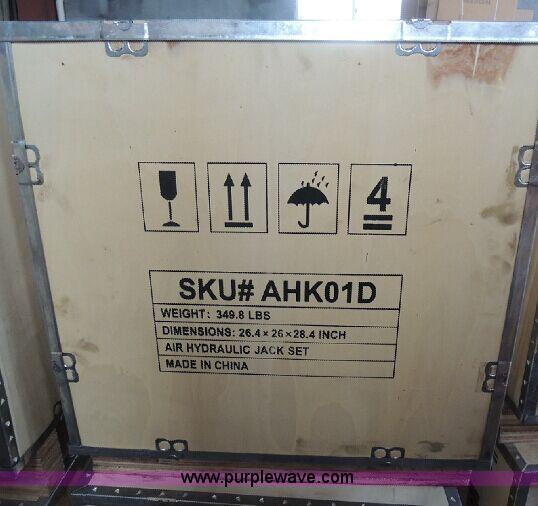 4
SKU# AHK01D
WEIGHT: 349.8 LBS
DIMENSIONS: 26.4 × 26 × 28.4 INCH
AIR HYDRAULIC JACK SET
MADE IN CHINA
www.purplewave.com